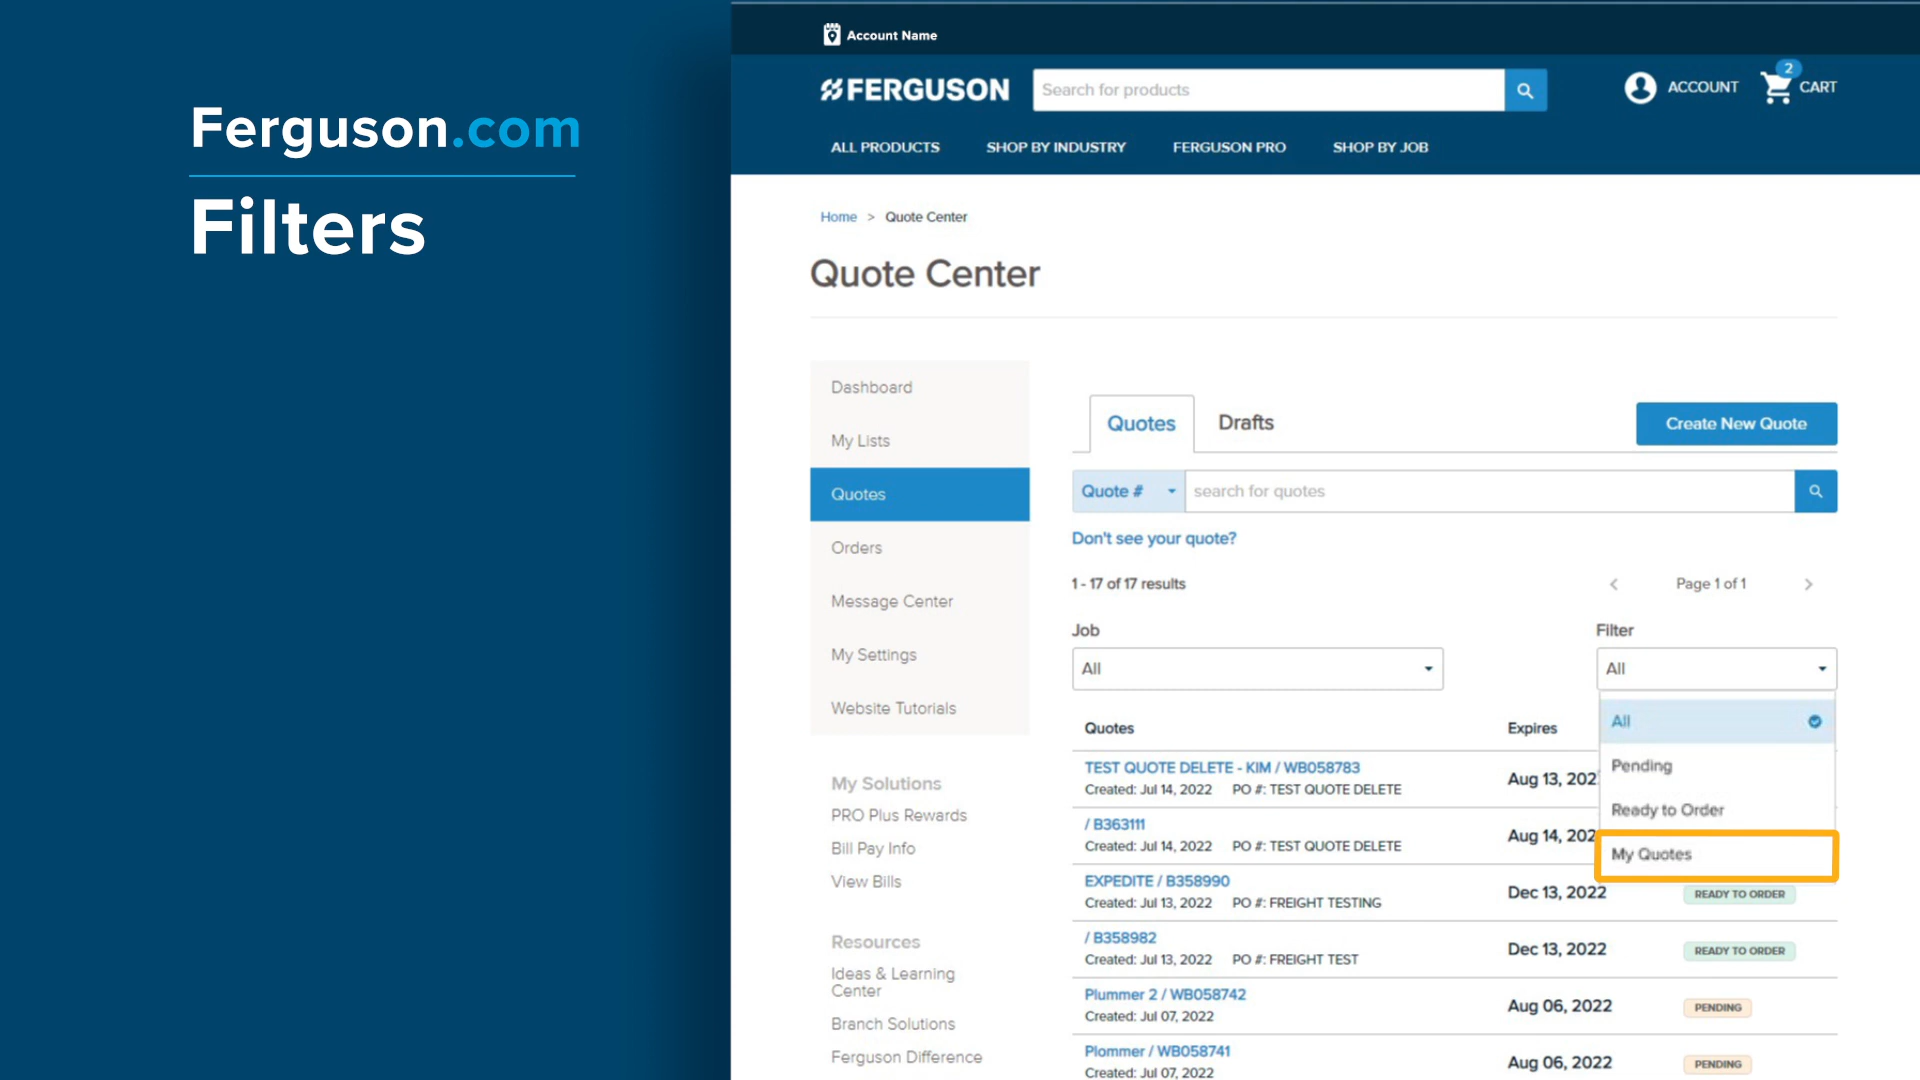 Ferguson.com
Filters
Account Name
FERGUSON
Search for products
ACCOUNT
2
CART
ALL PRODUCTS
SHOP BY INDUSTRY
FERGUSON PRO
SHOP BY JOB
Home > Quote Center
Quote Center
Dashboard
My Lists
Quotes
Orders
Message Center
My Settings
Website Tutorials
My Solutions
PRO Plus Rewards
Bill Pay Info
View Bills
Resources
Ideas & Learning
Center
Branch Solutions
Ferguson Difference
Quotes
Drafts
Create New Quote
Quote #
search for quotes
Don't see your quote?
1 - 17 of 17 results
< Page 1 of 1 >
Job
All
Filter
All
All
Pending
Ready to Order
My Quotes
Quotes
Expires
TEST QUOTE DELETE - KIM / WB058783
Created: Jul 14, 2022 PO #: TEST QUOTE DELETE
Aug 13, 202
/ B363111
Created: Jul 14, 2022 PO #: TEST QUOTE DELETE
Aug 14, 202
EXPEDITE / B358990
Created: Jul 13, 2022 PO #: FREIGHT TESTING
Dec 13, 2022
READY TO ORDER
/ B358982
Created: Jul 13, 2022 PO #: FREIGHT TEST
Dec 13, 2022
READY TO ORDER
Plummer 2 / WB058742
Created: Jul 07, 2022
Aug 06, 2022
PENDING
Plommer / WB058741
Created: Jul 07, 2022
Aug 06, 2022
PENDING